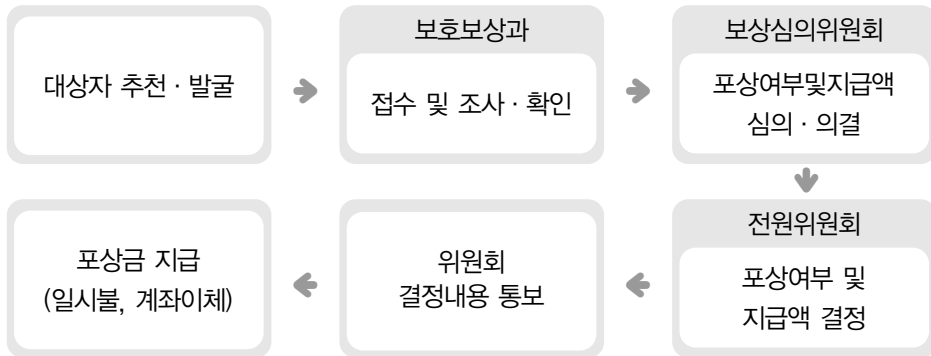 대상자 추천 · 발굴
보호보상과
접수 및 조사 · 확인
보상심의위원회
포상여부및지급액
심의 · 의결
전원위원회
포상여부 및
지급액 결정
위원회
결정내용 통보
포상금 지급
(일시불, 계좌이체)